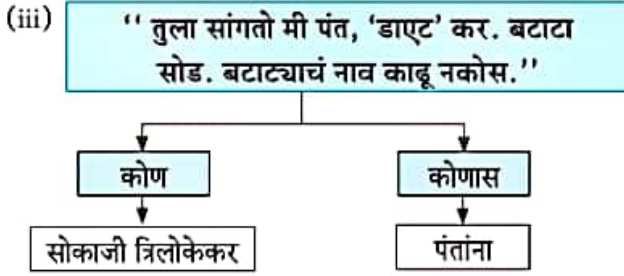 (iii) ‘‘ तुला सांगतो मी पंत, ‘डाएट’ कर. बटाटा
सोड. बटाट्याचं नाव काढू नकोस.’’
कोण कोणास
सोकाजी त्रिलोकेकर पंतांना